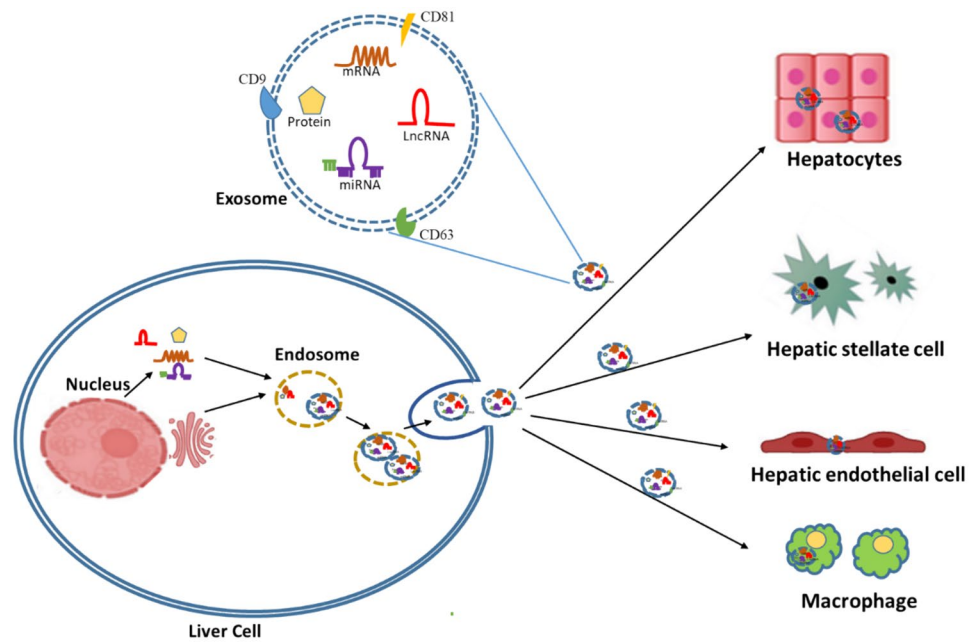 CD81
mRNA
CD9
Protein
LncRNA
miRNA
Exosome
CD63
Hepatocytes
Hepatic stellate cell
Endosome
Nucleus
Hepatic endothelial cell
Macrophage
Liver Cell